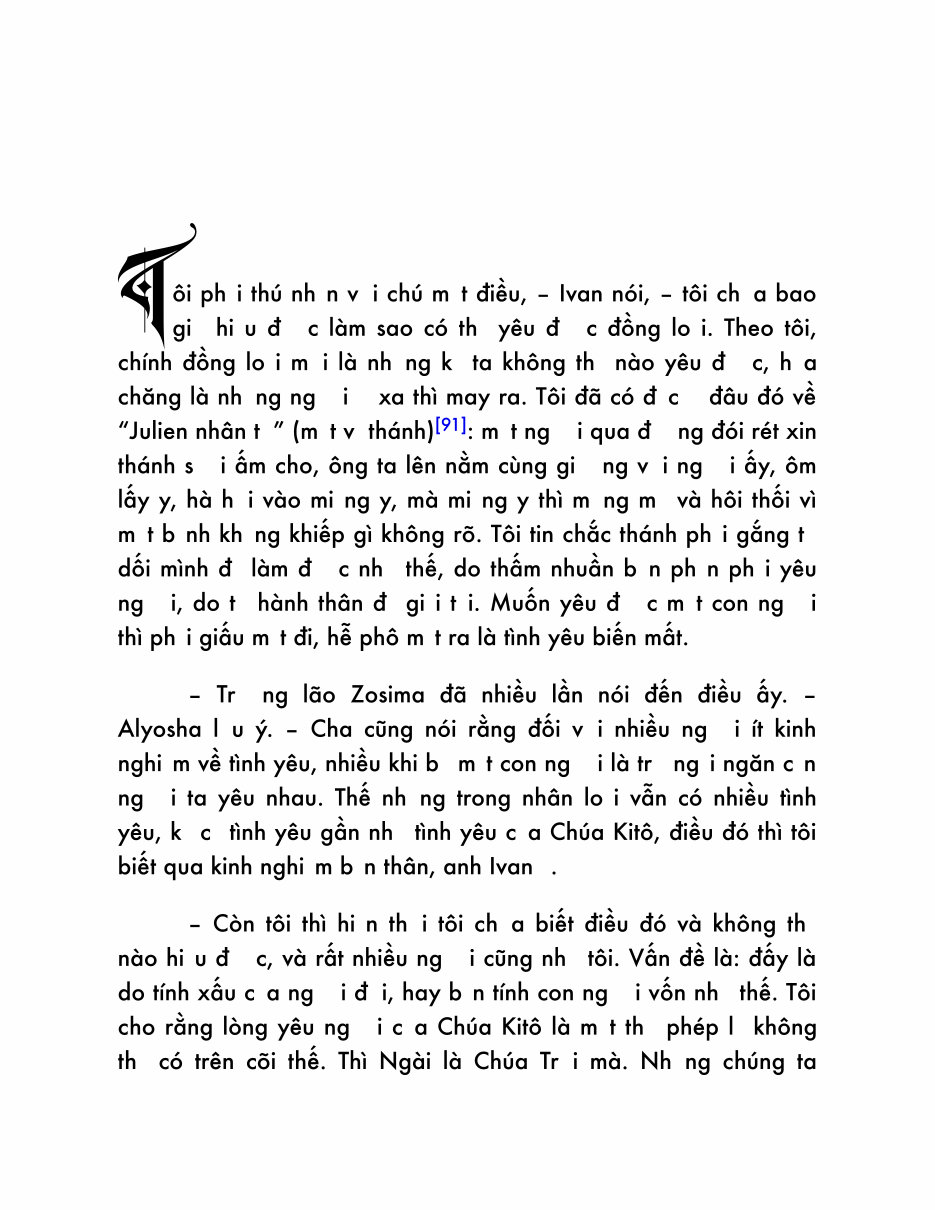 Tôi ph i thú nh n v i chú m t điều, – Ivan nói, – tôi ch a bao
gi hi u đ c làm sao có th yêu đ c đồng lo i. Theo tôi,
chính đồng lo i m i là nh ng k ta không th nào yêu đ c, h a
chăng là nh ng ng i xa thì may ra. Tôi đã có đ c đâu đó về
“Julien nhân t ” (m t v thánh)[91]: m t ng i qua đ ng đói rét xin
thánh s i ấm cho, ông ta lên nằm cùng gi ng v i ng i ấy, ôm
lấy y, hà h i vào mi ng y, mà mi ng y thì m ng m và hôi thối vì
m t b nh kh ng khiếp gì không rõ. Tôi tin chắc thánh ph i gắng t
dối mình đ làm đ c nh thế, do thấm nhuần b n ph n ph i yêu
ng i, do t hành thân đ gi i t i. Muốn yêu đ c m t con ng i
thì ph i giấu m t đi, hễ phô m t ra là tình yêu biến mất.
– Tr ng lão Zosima đã nhiều lần nói đến điều ấy. –
Alyosha l u ý. – Cha cũng nói rằng đối v i nhiều ng i ít kinh
nghi m về tình yêu, nhiều khi b m t con ng i là tr ng i ngăn c n
ng i ta yêu nhau. Thế nh ng trong nhân lo i vẫn có nhiều tình
yêu, k c tình yêu gần nh tình yêu c a Chúa Kitô, điều đó thì tôi
biết qua kinh nghi m b n thân, anh Ivan .
– Còn tôi thì hi n th i tôi ch a biết điều đó và không th
nào hi u đ c, và rất nhiều ng i cũng nh tôi. Vấn đề là: đấy là
do tính xấu c a ng i đ i, hay b n tính con ng i vốn nh thế. Tôi
cho rằng lòng yêu ng i c a Chúa Kitô là m t th phép l không
th có trên cõi thế. Thì Ngài là Chúa Tr i mà. Nh ng chúng ta